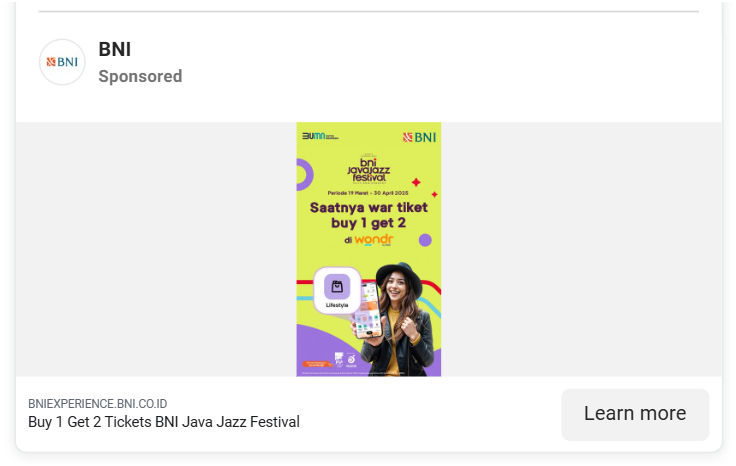 BNI
Sponsored
BNI
BUMN
BNI
bni
javajazz
festival
Periode 19 Maret - 30 April 2025
Saatnya war tiket
buy 1 get 2
di wondr
Lifestyle
BNIEXPERIENCE.BNI.CO.ID
Buy 1 Get 2 Tickets BNI Java Jazz Festival
Learn more